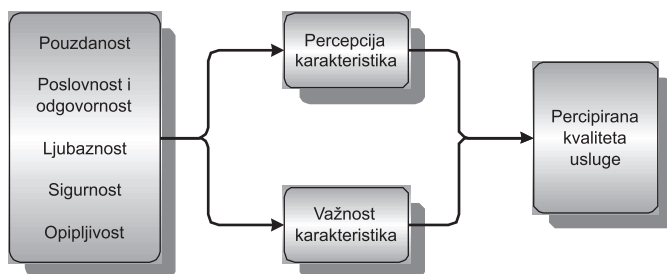 Pouzdanost
Poslovnost i
odgovornost
Ljubaznost
Sigurnost
Opipljivost
Percepcija
karakteristika
Važnost
karakteristika
Percipirana
kvaliteta
usluge